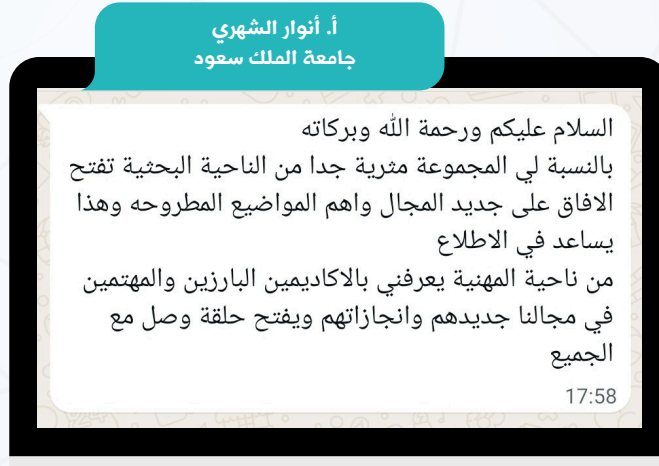 أ. أنوار الشهري
جامعة الملك سعود
السلام عليكم ورحمة الله وبركاته
بالنسبة لي المجموعة مثرية جدا من الناحية البحثية تفتح
الافاق على جديد المجال واهم المواضيع المطروحه وهذا
يساعد في الاطلاع
من ناحية المهنية يعرفني بالاكاديمين البارزين والمهتمين
في مجالنا جديدهم وانجازاتهم ويفتح حلقة وصل مع
الجميع
17:58